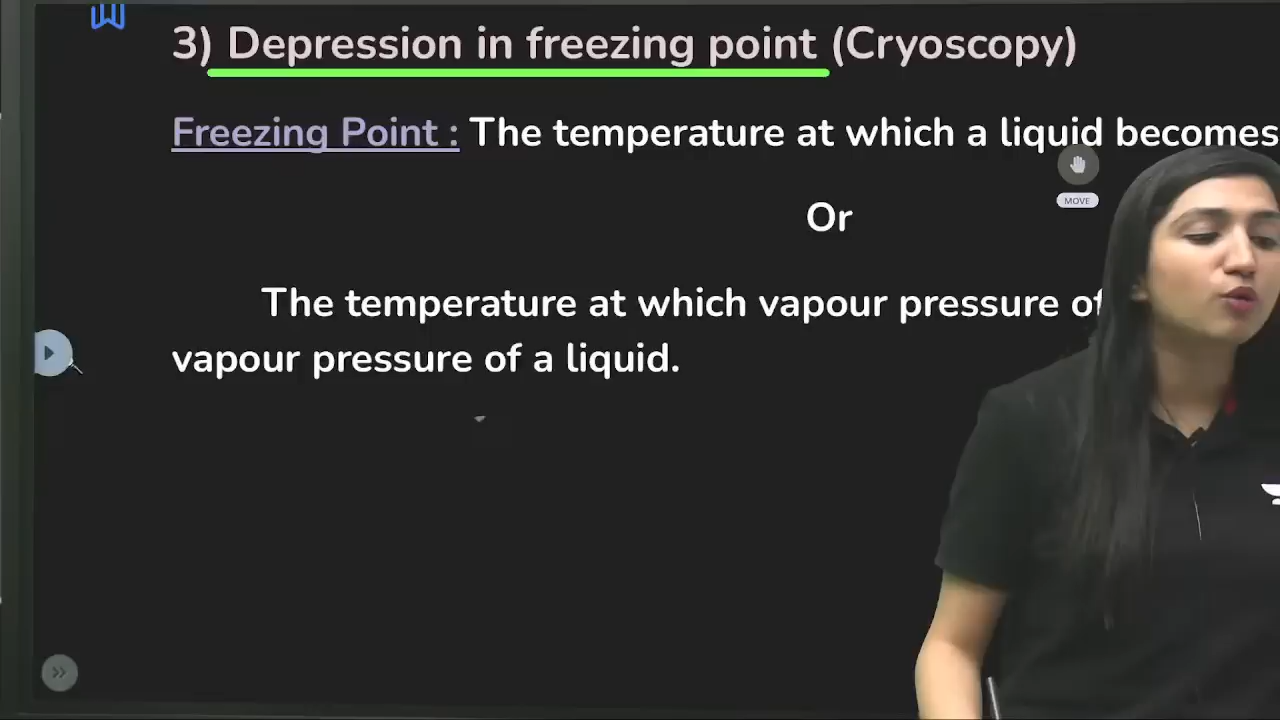 3) Depression in freezing point (Cryoscopy)
Freezing Point : The temperature at which a liquid becomes
MOVE
Or
The temperature at which vapour pressure of
vapour pressure of a liquid.